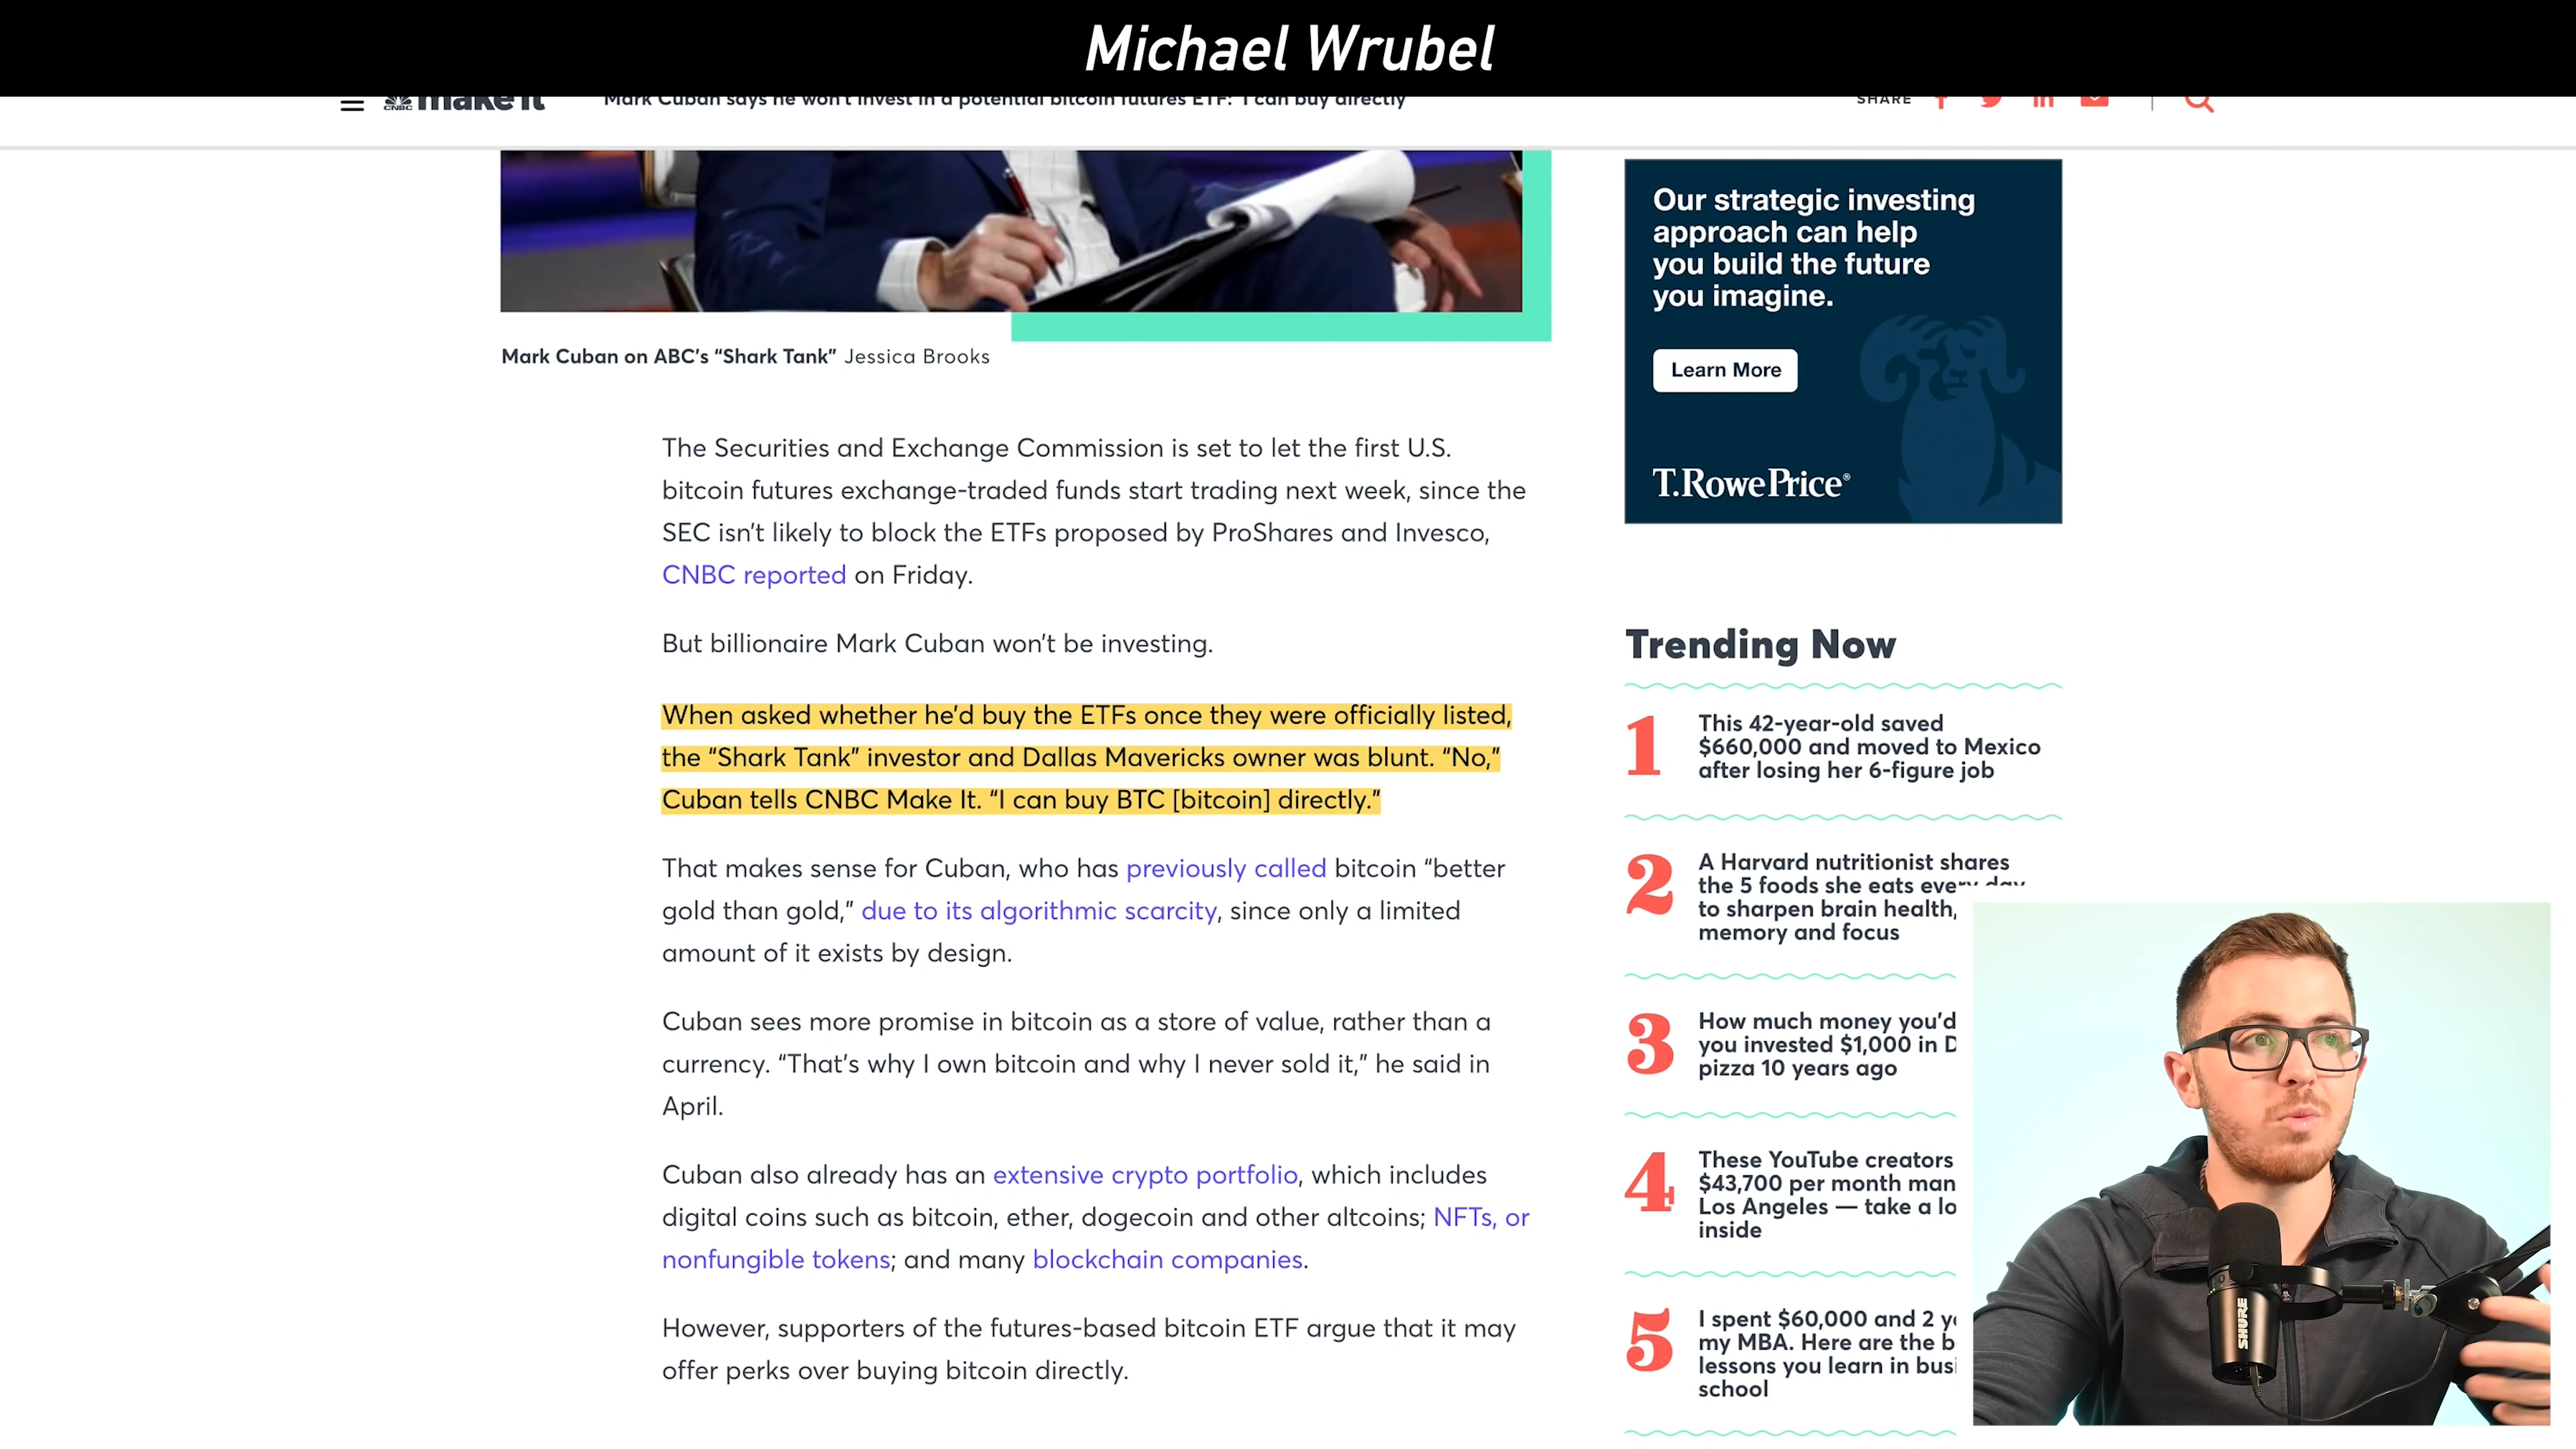 Michael Wrubel
make it
Mark Cuban says he won't invest in a potential bitcoin futures ETF: 'I can buy directly'
SHARE
Mark Cuban on ABC's “Shark Tank” Jessica Brooks
The Securities and Exchange Commission is set to let the first U.S.
bitcoin futures exchange-traded funds start trading next week, since the
SEC isn't likely to block the ETFs proposed by ProShares and Invesco,
CNBC reported on Friday.
But billionaire Mark Cuban won't be investing.
When asked whether he'd buy the ETFs once they were officially listed,
the “Shark Tank” investor and Dallas Mavericks owner was blunt. “No,”
Cuban tells CNBC Make It. “I can buy BTC [bitcoin] directly.”
That makes sense for Cuban, who has previously called bitcoin “better
gold than gold,” due to its algorithmic scarcity, since only a limited
amount of it exists by design.
Cuban sees more promise in bitcoin as a store of value, rather than a
currency. “That's why I own bitcoin and why I never sold it,” he said in
April.
Cuban also already has an extensive crypto portfolio, which includes
digital coins such as bitcoin, ether, dogecoin and other altcoins; NFTs, or
nonfungible tokens; and many blockchain companies.
However, supporters of the futures-based bitcoin ETF argue that it may
offer perks over buying bitcoin directly.
Our strategic investing
approach can help
you build the future
you imagine.
Learn More
T.RowePrice®
Trending Now
1
This 42-year-old saved
$660,000 and moved to Mexico
after losing her 6-figure job
2
A Harvard nutritionist shares
the 5 foods she eats every day
to sharpen brain health,
memory and focus
3
How much money you'd
you invested $1,000 in D
pizza 10 years ago
4
These YouTube creators
$43,700 per month man
Los Angeles — take a lo
inside
5
I spent $60,000 and 2 y
my MBA. Here are the b
lessons you learn in busi
school
SHURE